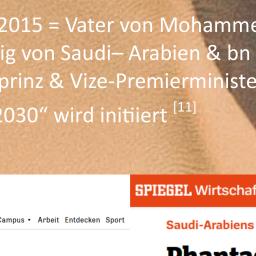 2015 = Vater von Mohamme
ig von Saudi– Arabien & bn
prinz & Vize-Premierministe
2030“ wird initiiert [11]
SPIEGEL Wirtschaf
Campus Arbeit Entdecken Sport
Saudi-Arabiens
Phanta